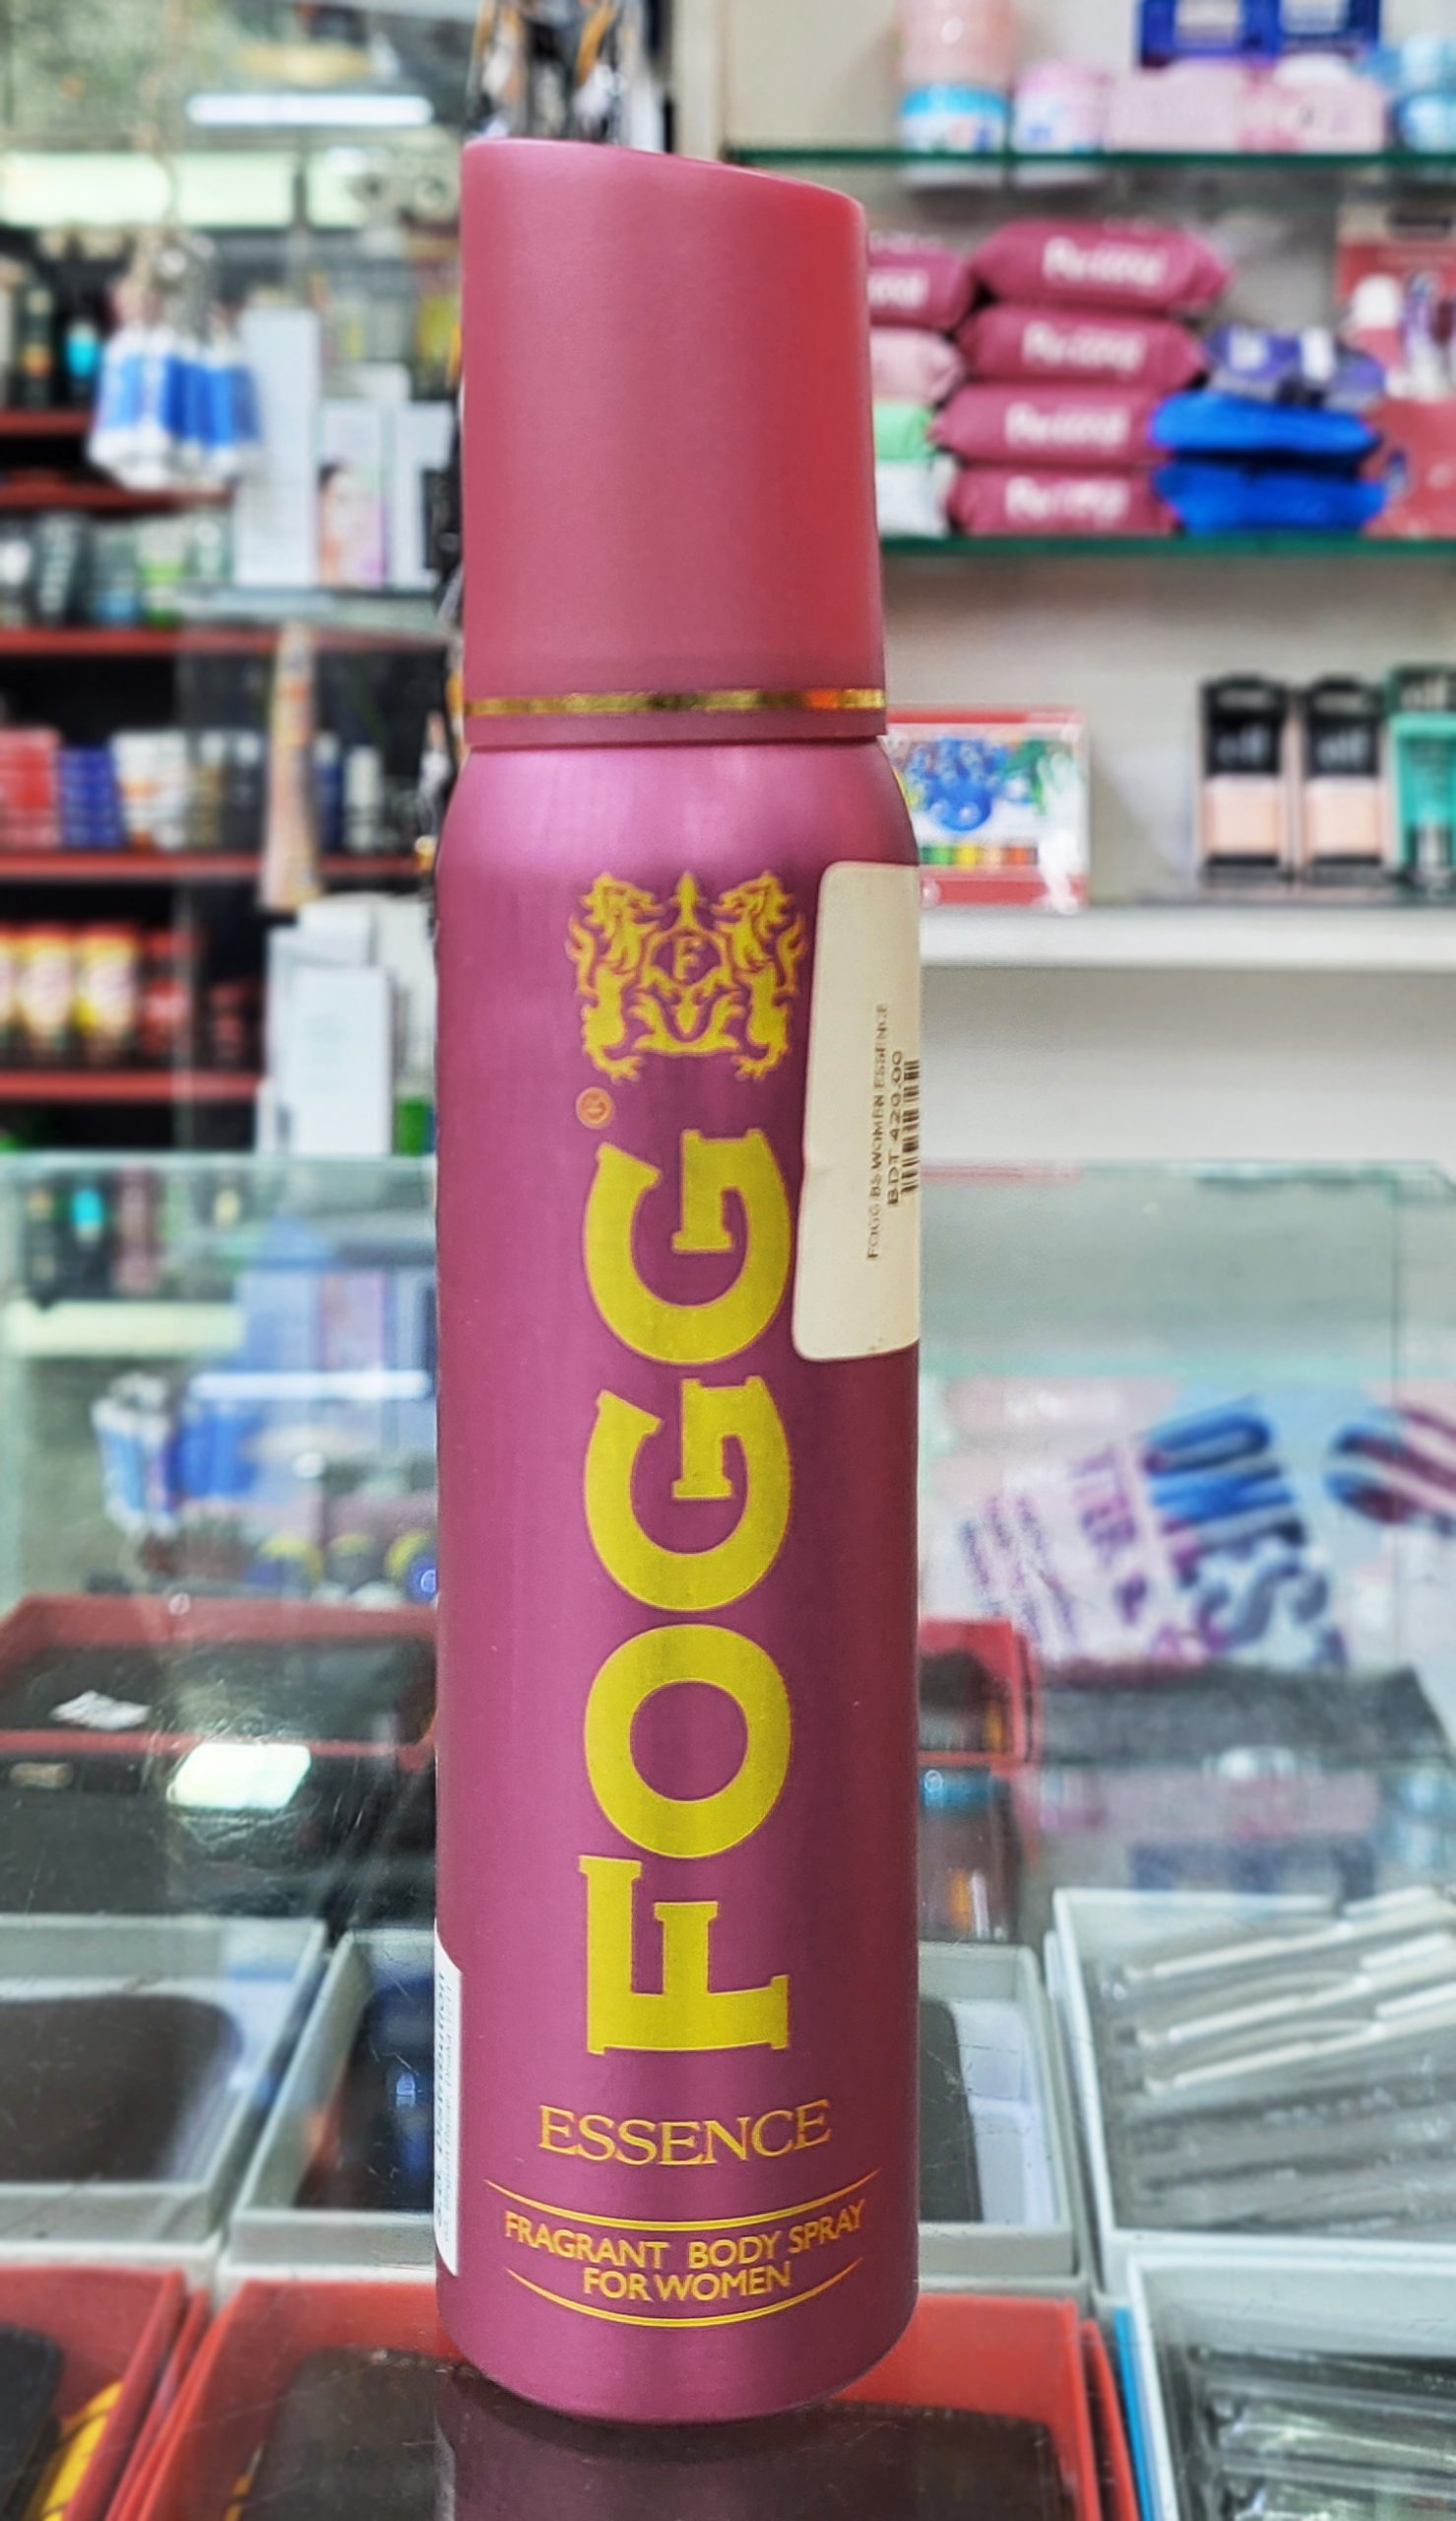 F
FOGG
ESSENCE
FRAGRANT BODY SPRAY
FOR WOMEN
FOGG BS WOMEN ESSENCE
BDT 420.00